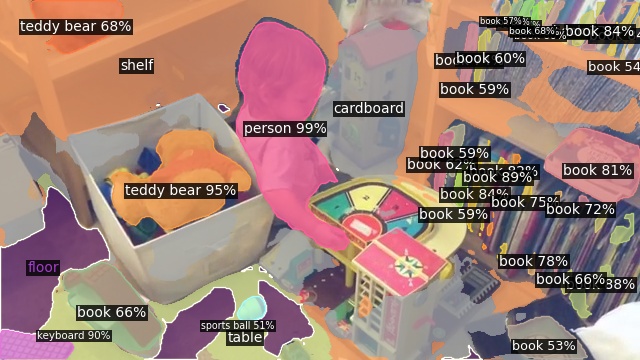 teddy bear 68%
book 57%
book 68%
book 84%
shelf
book 60%
book 54
book 59%
cardboard
person 99%
book 59%
book 62%
book 89%
book 81%
teddy bear 95%
book 84%
book 75%
book 72%
book 59%
floor
book 78%
book 66%
88%
book 66%
sports ball 51%
keyboard 90%
table
book 53%